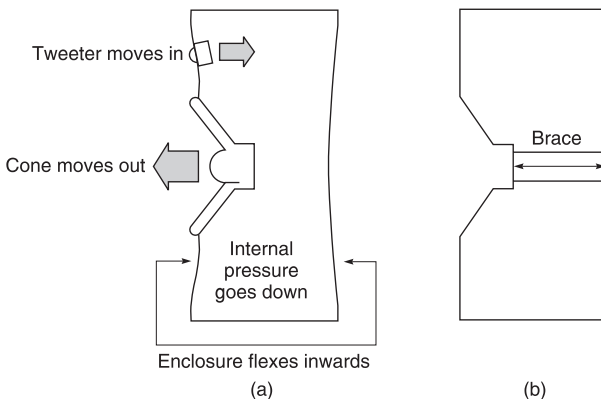 Tweeter moves in
Cone moves out
Internal
pressure
goes down
Enclosure flexes inwards
(a)
Brace
(b)